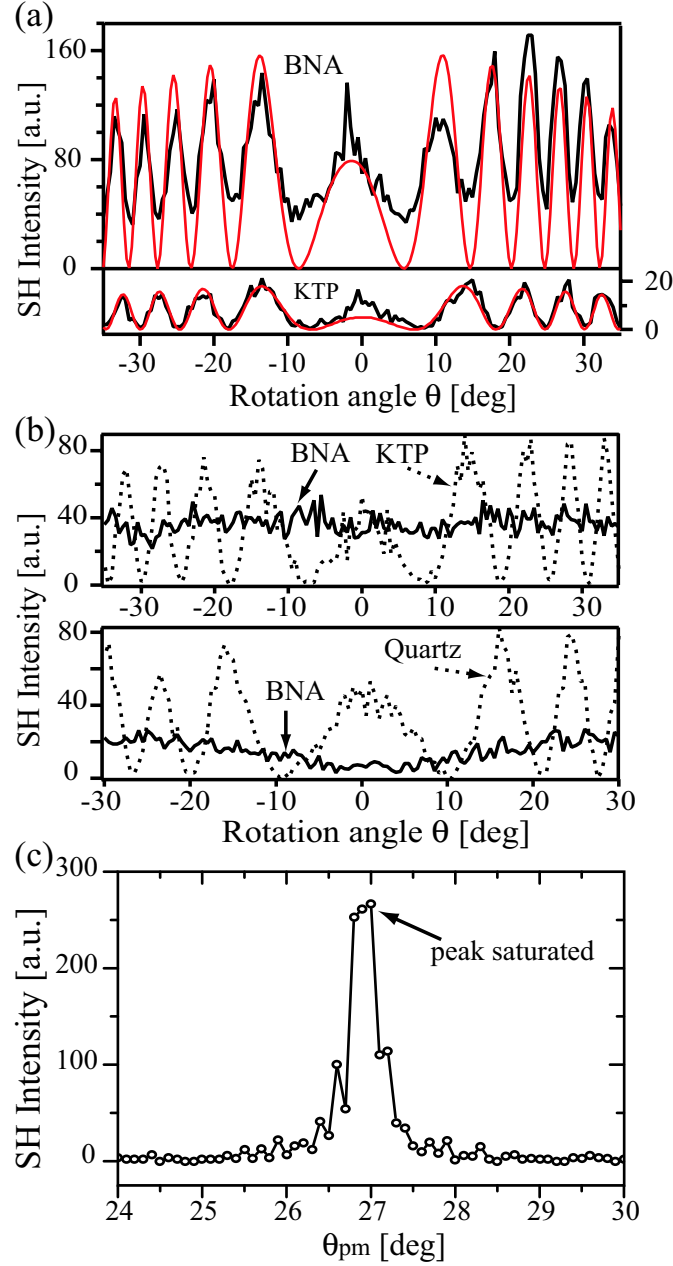 (a)
SH Intensity [a.u.]
160
80
0
BNA
KTP
20
0
-30 -20 -10 0 10 20 30
Rotation angle θ [deg]
(b)
SH Intensity [a.u.]
80
40
0
BNA
KTP
-30 -20 -10 0 10 20 30
80
40
0
Quartz
BNA
-30 -20 -10 0 10 20 30
Rotation angle θ [deg]
(c)
SH Intensity [a.u.]
300
200
100
0
peak saturated
24 25 26 27 28 29 30
θpm [deg]